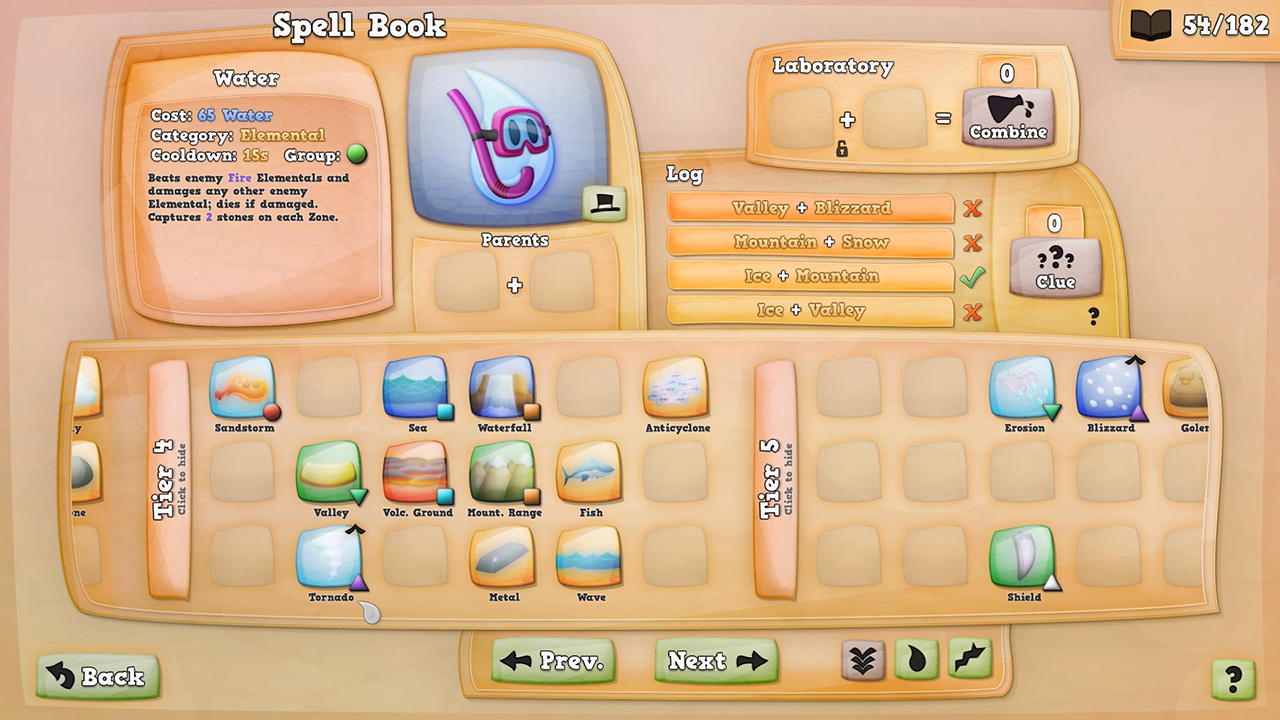 Spell Book
54/182
Water
Cost: 65 Water
Category: Elemental
Cooldown: 15s Group:
Beats enemy Fire Elementals and
damages any other enemy
Elemental; dies if damaged.
Captures 2 stones on each Zone.
Parents
+
Laboratory
0
+
=
Combine
Log
Valley + Blizzard
Mountain + Snow
Ice + Mountain
Ice + Valley
0
???
Clue
?
Tier 4
Click to hide
Sandstorm
Sea
Waterfall
Anticyclone
Valley
Volc. Ground
Mount. Range
Fish
Tornado
Metal
Wave
Tier 5
Click to hide
Erosion
Blizzard
Shield
Back
Prev.
Next
?